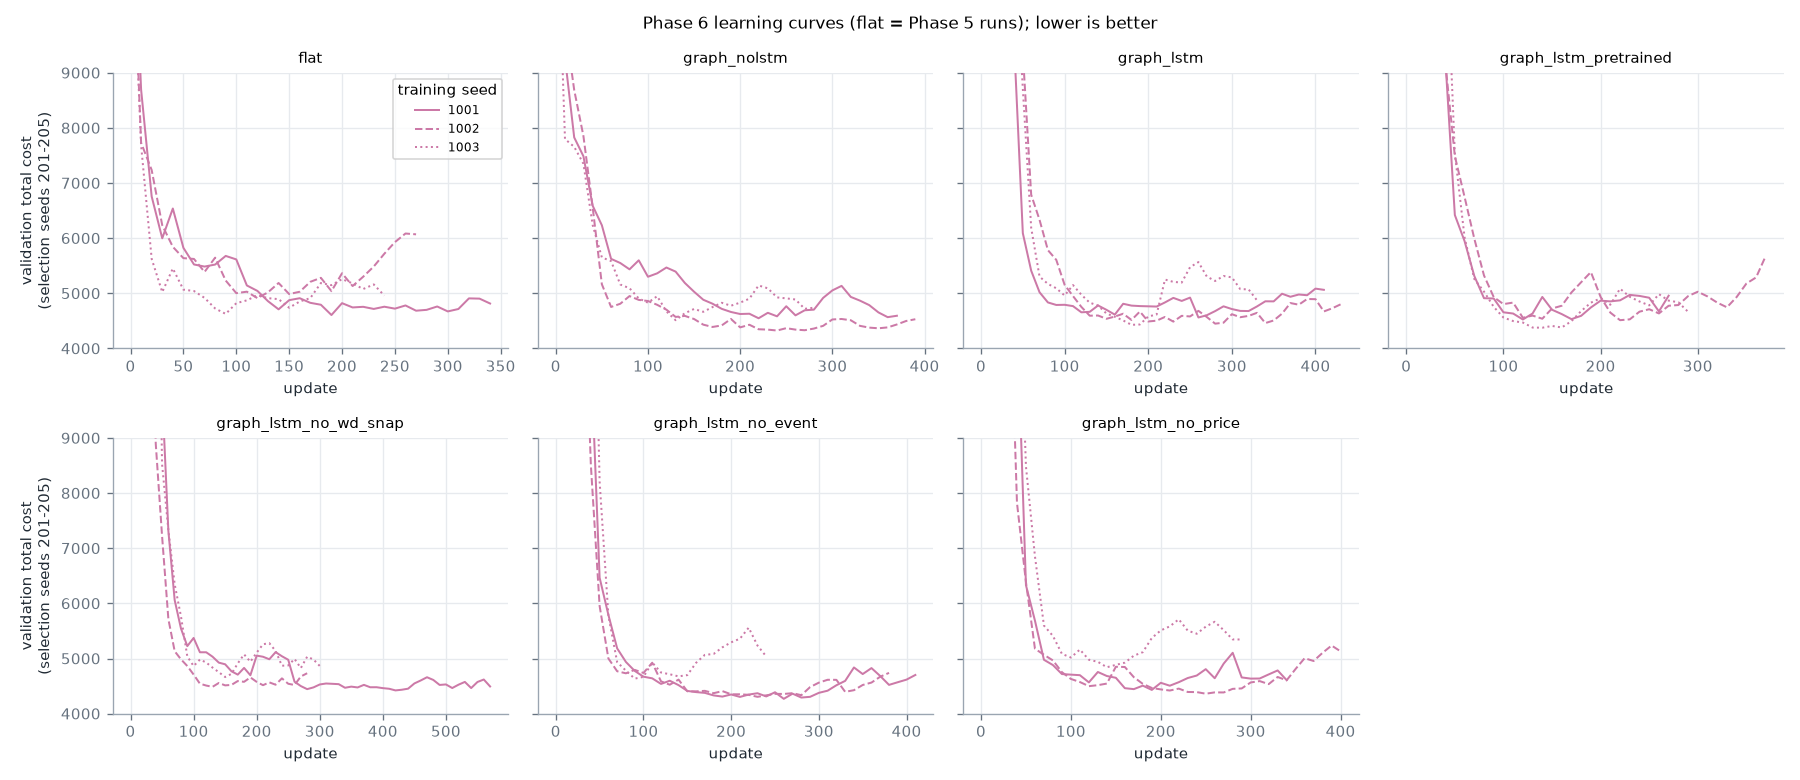 Phase 6 learning curves (flat = Phase 5 runs); lower is better
flat
graph_nolstm
graph_lstm
graph_lstm_pretrained
validation total cost
(selection seeds 201-205)
9000
8000
7000
6000
5000
4000
training seed
1001
1002
1003
0 50 100 150 200 250 300 350
update
0 100 200 300 400
update
0 100 200 300 400
update
0 100 200 300
update
graph_lstm_no_wd_snap
graph_lstm_no_event
graph_lstm_no_price
validation total cost
(selection seeds 201-205)
9000
8000
7000
6000
5000
4000
0 100 200 300 400 500
update
0 100 200 300 400
update
0 100 200 300 400
update